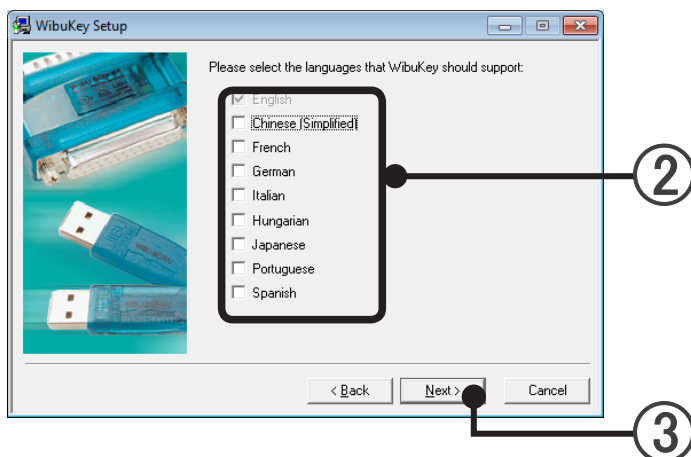 WibuKey Setup
Please select the languages that WibuKey should support:
English
Chinese (Simplified)
French
German
Italian
Hungarian
Japanese
Portuguese
Spanish
< Back
Next >
Cancel
②
③